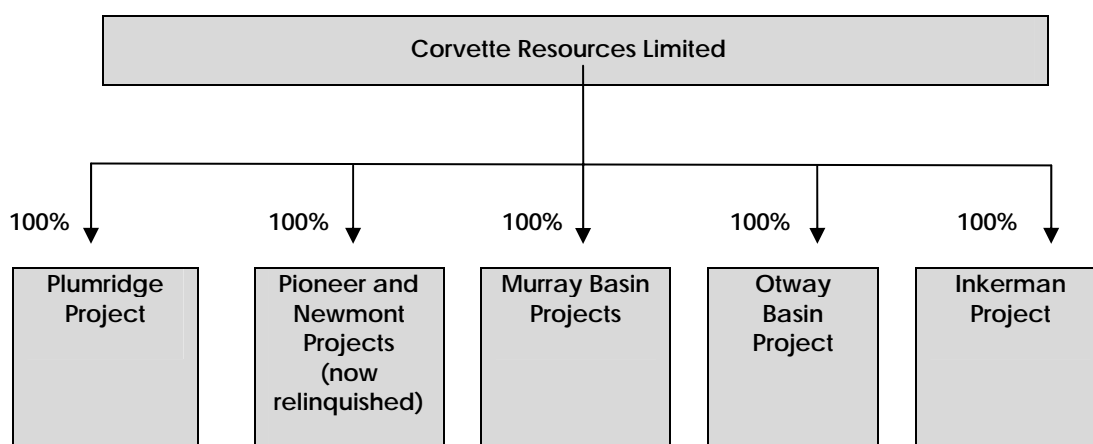 Corvette Resources Limited
100%
100%
100%
100%
100%
Plumridge
Project
Pioneer and
Newmont
Projects
(now
relinquished)
Murray Basin
Projects
Otway
Basin
Project
Inkerman
Project